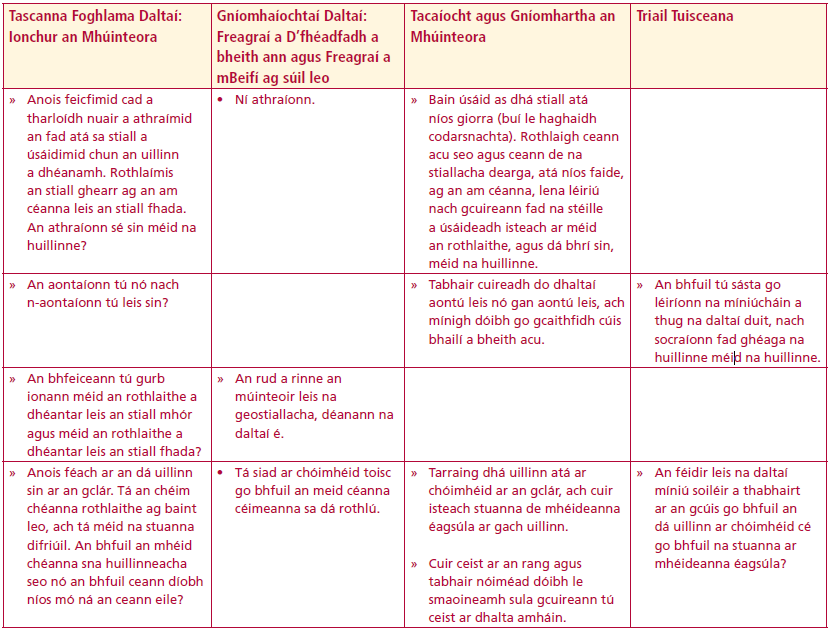 Tascanna Foghlama Daltaí:
Ionchur an Mhúinteora
Gníomhaíochtaí Daltaí:
Freagraí a D'fhéadfadh a
bheith ann agus Freagraí a
mBeifí ag súil leo
Tacaíocht agus Gníomhartha an
Mhúinteora
Triail Tuisceana
» Anois feicfimid cad a
tharloidh nuair a athraímid
an fad atá sa stiall a
úsáidimid chun an uillinn
a dhéanamh. Rothlaímis
an stiall ghearr ag an am
céanna leis an stiall fhada.
An athraíonn sé sin méid na
huillinne?
• Ní athraíonn.
» Bain úsáid as dhá stiall atá
níos giorra (buí le haghaidh
codarsnachta). Rothlaigh ceann
acu seo agus ceann de na
stiallacha dearga, atá níos faide,
ag an am céanna, lena léiriú
nach gcuireann fad na stéille
a úsáideadh isteach ar méid
an rothlaithe, agus dá bhrí sin,
méid na huillinne.
» An aontaíonn tú nó nach
n-aontaíonn tú leis sin?
» Tabhair cuireadh do dhaltaí
aontú leis nó gan aontú leis, ach
mínigh dóibh go gcaithfidh cúis
bhailí a bheith acu.
» An bhfuil tú sásta go
léiríonn na míniúcháin a
thug na daltaí duit, nach
socraíonn fad ghéaga na
huillinne méid na huillinne.
» An bhfeiceann tú gurb
ionann méid an rothlaithe a
dhéantar leis an stiall mhór
agus méid an rothlaithe a
dhéantar leis an stiall fhada?
» An rud a rinne an
múinteoir leis na
geostiallacha, déanann na
daltaí é.
» Anois féach ar an dá uillinn
sin ar an gclár. Tá an chéim
chéanna rothlaithe ag baint
leo, ach tá méid na stuanna
difriúil. An bhfuil an mhéid
chéanna sna huillinneacha
seo nó an bhfuil ceann díobh
níos mó ná an ceann eile?
• Tá siad ar chóimhéid toisc
go bhfuil an meid céanna
céimeanna sa dá rothlú.
» Tarraing dhá uillinn atá ar
chóimhéid ar an gclár, ach cuir
isteach stuanna de mhéideanna
éagsúla ar gach uillinn.
» Cuir ceist ar an rang agus
tabhair nóiméad dóibh le
smaoineamh sula gcuireann tú
ceist ar dhalta amháin.
» An féidir leis na daltaí
míniú soiléir a thabhairt
ar an gcúis go bhfuil an
dá uillinn ar chóimhéid cé
go bhfuil na stuanna ar
mhéideanna éagsúla?